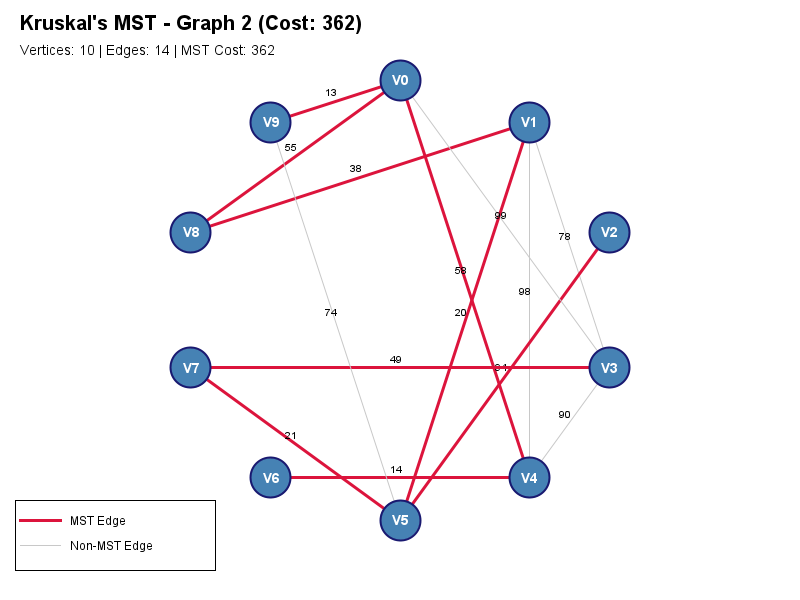 Kruskal's MST - Graph 2 (Cost: 362)
Vertices: 10 | Edges: 14 | MST Cost: 362
V0
13
V9
V1
55
38
99
V8
V2
78
58
98
74
20
49
V7
94
V3
90
21
14
V6
V4
V5
MST Edge
Non-MST Edge